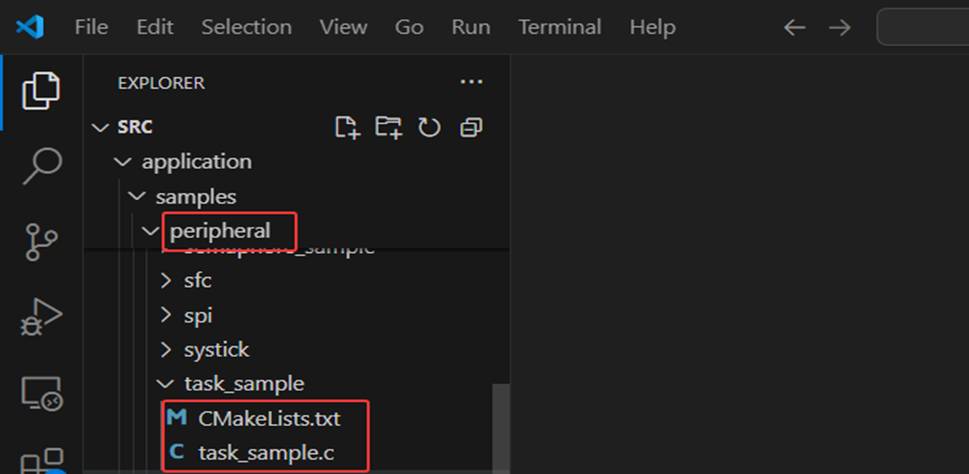 File Edit Selection View Go Run Terminal Help
EXPLORER
SRC
application
samples
peripheral
semaphore_sample
sfc
spi
systick
task_sample
M CMakeLists.txt
C task_sample.c